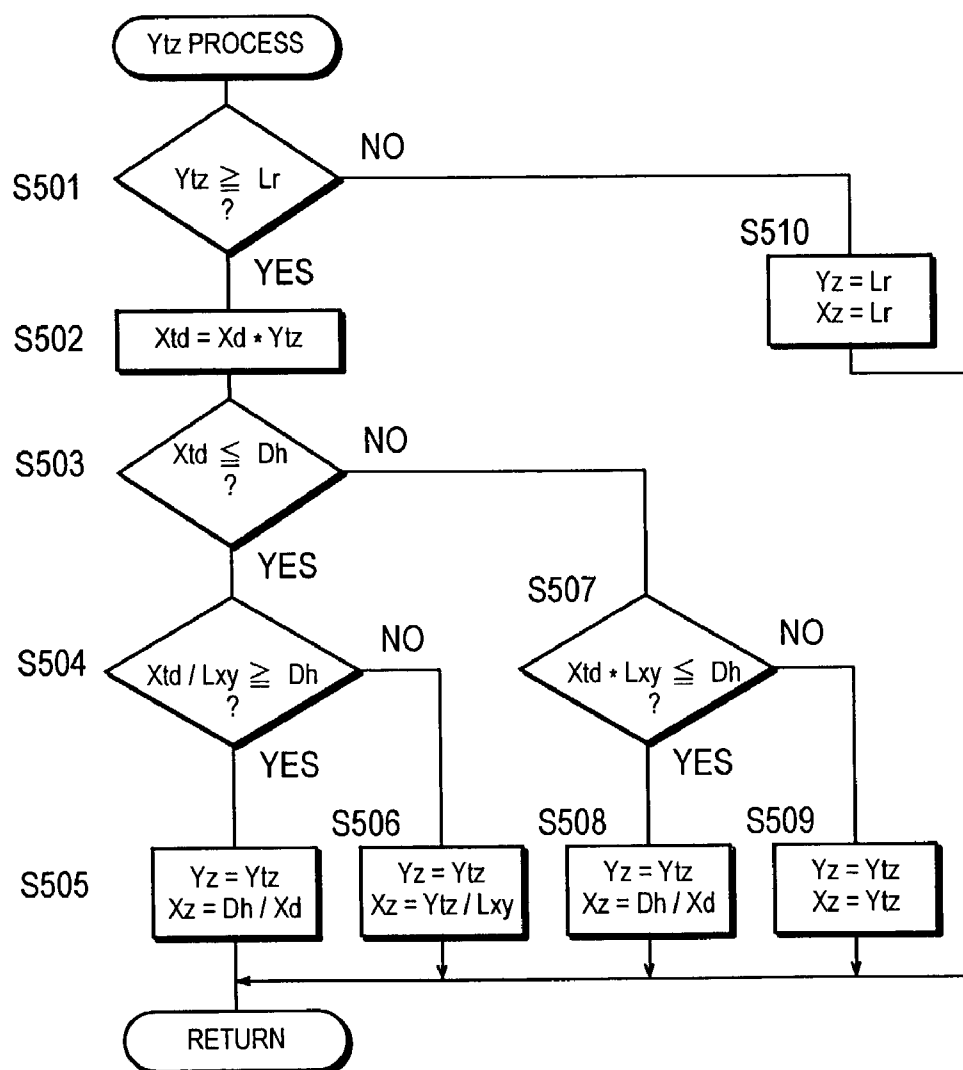 Ytz PROCESS
S501
Ytz ≧ Lr
?
NO
YES
S510
Yz = Lr
Xz = Lr
S502
Xtd = Xd * Ytz
S503
Xtd ≦ Dh
?
NO
YES
S504
Xtd / Lxy ≧ Dh
?
NO
YES
S507
Xtd * Lxy ≦ Dh
?
NO
YES
S505
Yz = Ytz
Xz = Dh / Xd
S506
Yz = Ytz
Xz = Ytz / Lxy
S508
Yz = Ytz
Xz = Dh / Xd
S509
Yz = Ytz
Xz = Ytz
RETURN